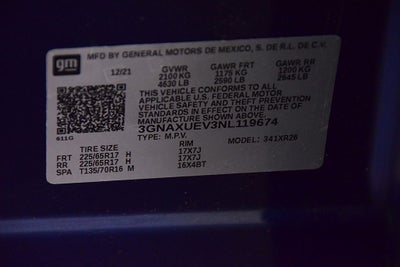 gm
MFD BY GENERAL MOTORS DE MEXICO, S. DE R.L. DE C.V.
12/21 GVWR GAWR FRT GAWR RR
2100 KG 1175 KG 1200 KG
4630 LB 2590 LB 2645 LB
THIS VEHICLE CONFORMS TO ALL
APPLICABLE U.S. FEDERAL MOTOR
VEHICLE SAFETY AND THEFT PREVENTION
STANDARDS IN EFFECT ON THE DATE OF
MANUFACTURE SHOWN ABOVE.
611G 3GNAXUEV3NL119674
TYPE: M.P.V. MODEL: 341XR26
TIRE SIZE RIM
FRT 225/65R17 H 17X7J
RR 225/65R17 H 17X7J
SPA T135/70R16 M 16X4BT